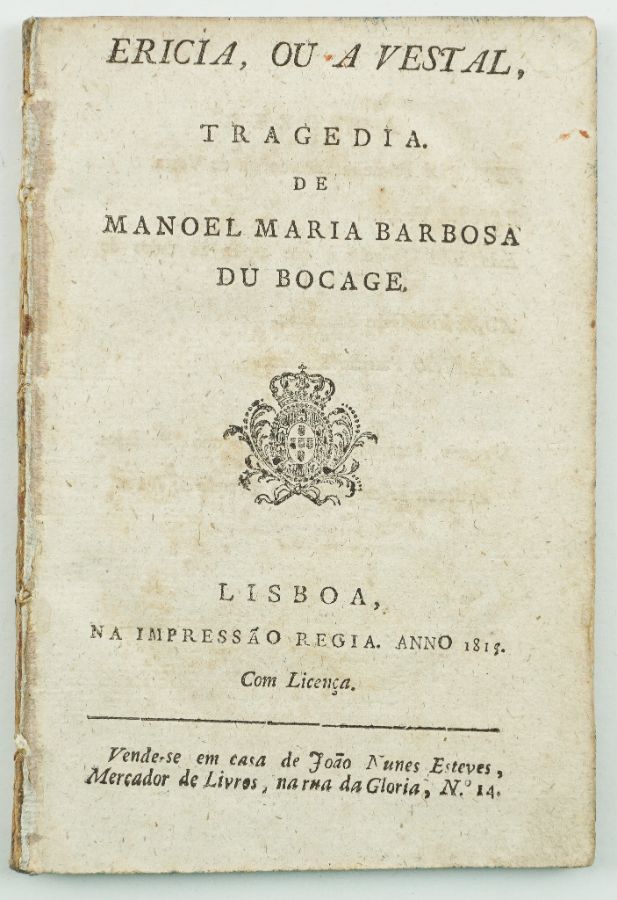 ERICIA, OU A VESTAL,
TRAGEDIA.
DE
MANOEL MARIA BARBOSA
DU BOCAGE.
LISBOA,
NA IMPRESSÃO REGIA. ANNO 1815.
Com Licença.
Vende-se em casa de João Nunes Esteves,
Mercador de Livros, na rua da Gloria, N.º 14.